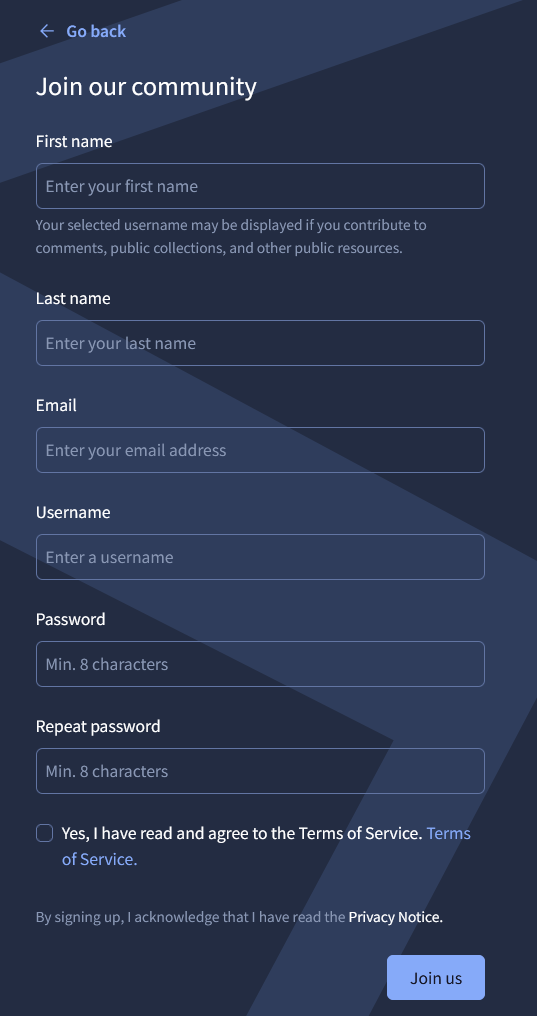 Go back
Join our community
First name
Enter your first name
Your selected username may be displayed if you contribute to
comments, public collections, and other public resources.
Last name
Enter your last name
Email
Enter your email address
Username
Enter a username
Password
Min. 8 characters
Repeat password
Min. 8 characters
Yes, I have read and agree to the Terms of Service. Terms
of Service.
By signing up, I acknowledge that I have read the Privacy Notice.
Join us